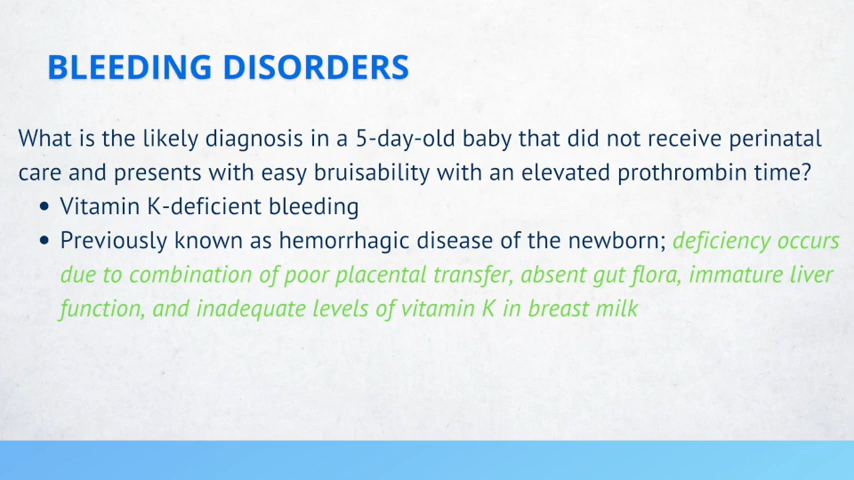 BLEEDING DISORDERS
What is the likely diagnosis in a 5-day-old baby that did not receive perinatal
care and presents with easy bruisability with an elevated prothrombin time?
• Vitamin K-deficient bleeding
• Previously known as hemorrhagic disease of the newborn; deficiency occurs
due to combination of poor placental transfer, absent gut flora, immature liver
function, and inadequate levels of vitamin K in breast milk